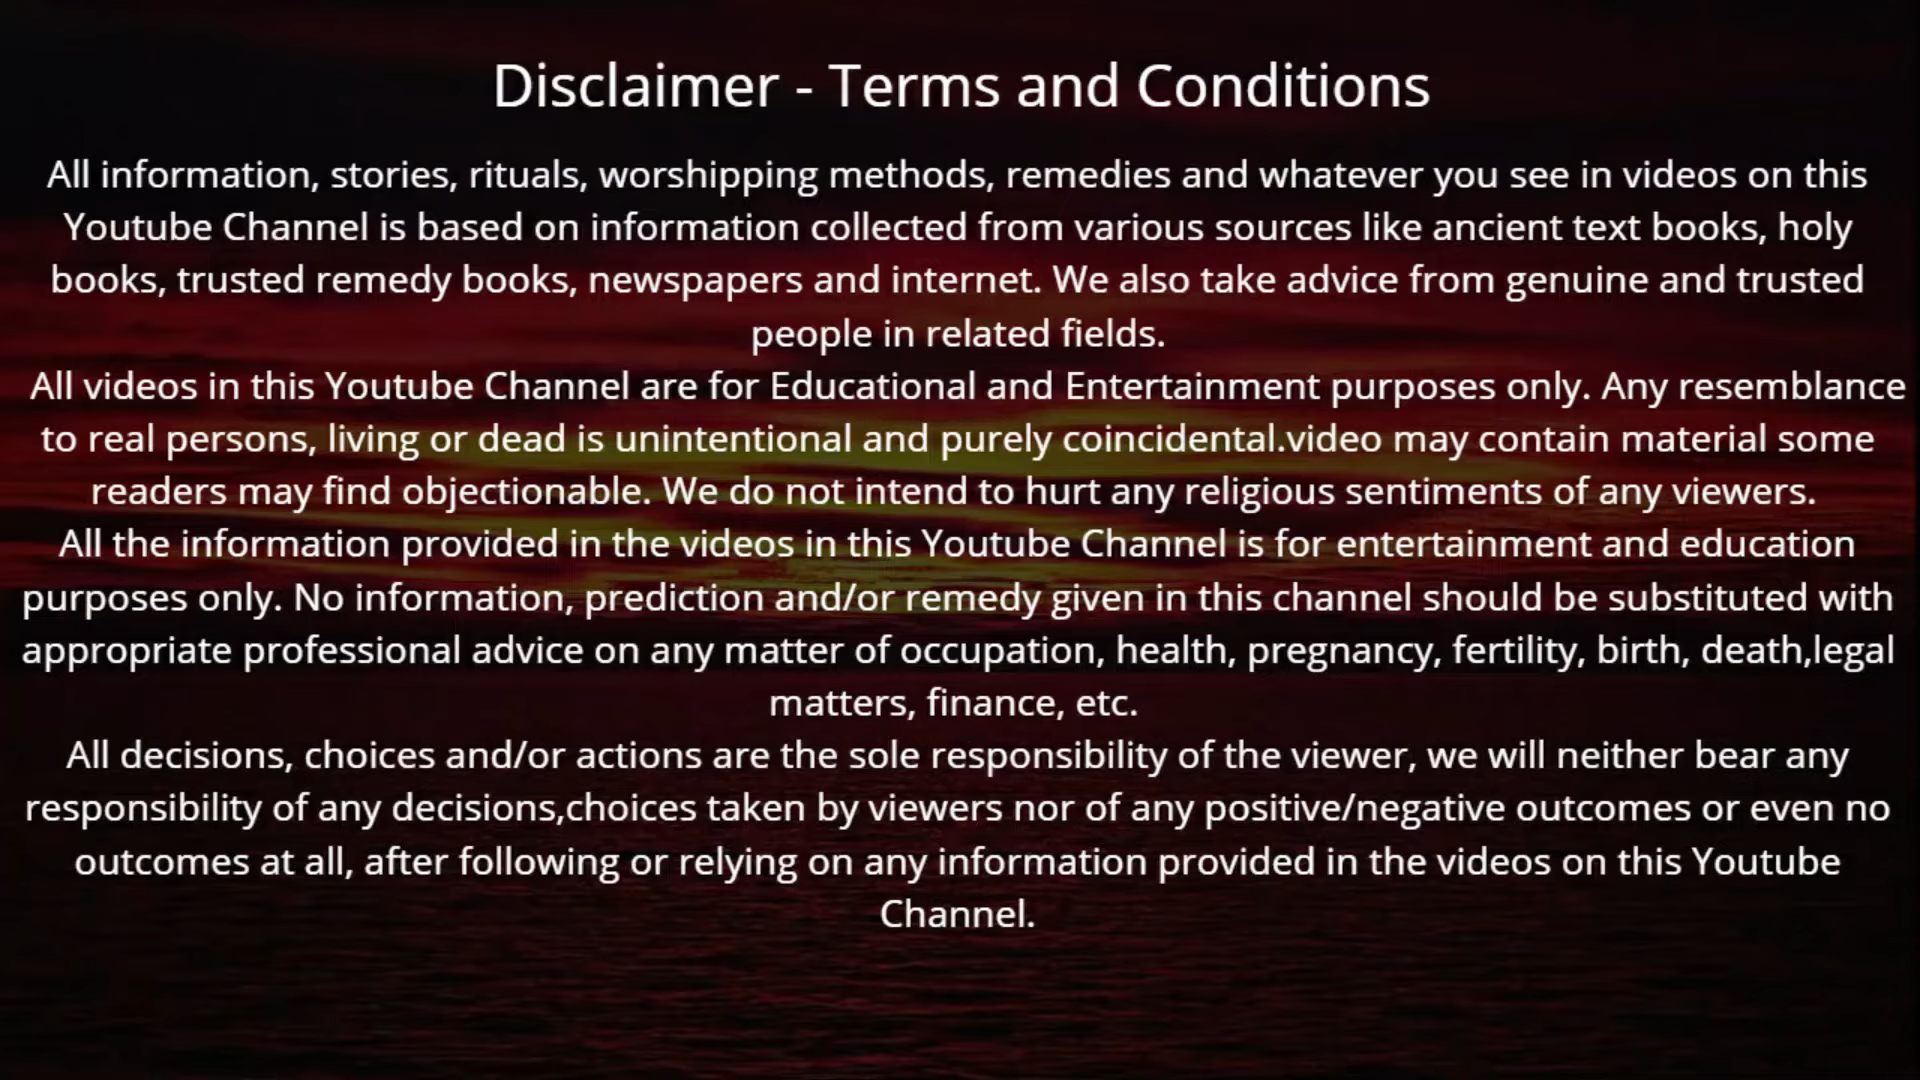 Disclaimer - Terms and Conditions
All information, stories, rituals, worshipping methods, remedies and whatever you see in videos on this
Youtube Channel is based on information collected from various sources like ancient text books, holy
books, trusted remedy books, newspapers and internet. We also take advice from genuine and trusted
people in related fields.
All videos in this Youtube Channel are for Educational and Entertainment purposes only. Any resemblance
to real persons, living or dead is unintentional and purely coincidental.video may contain material some
readers may find objectionable. We do not intend to hurt any religious sentiments of any viewers.
All the information provided in the videos in this Youtube Channel is for entertainment and education
purposes only. No information, prediction and/or remedy given in this channel should be substituted with
appropriate professional advice on any matter of occupation, health, pregnancy, fertility, birth, death,legal
matters, finance, etc.
All decisions, choices and/or actions are the sole responsibility of the viewer, we will neither bear any
responsibility of any decisions,choices taken by viewers nor of any positive/negative outcomes or even no
outcomes at all, after following or relying on any information provided in the videos on this Youtube
Channel.